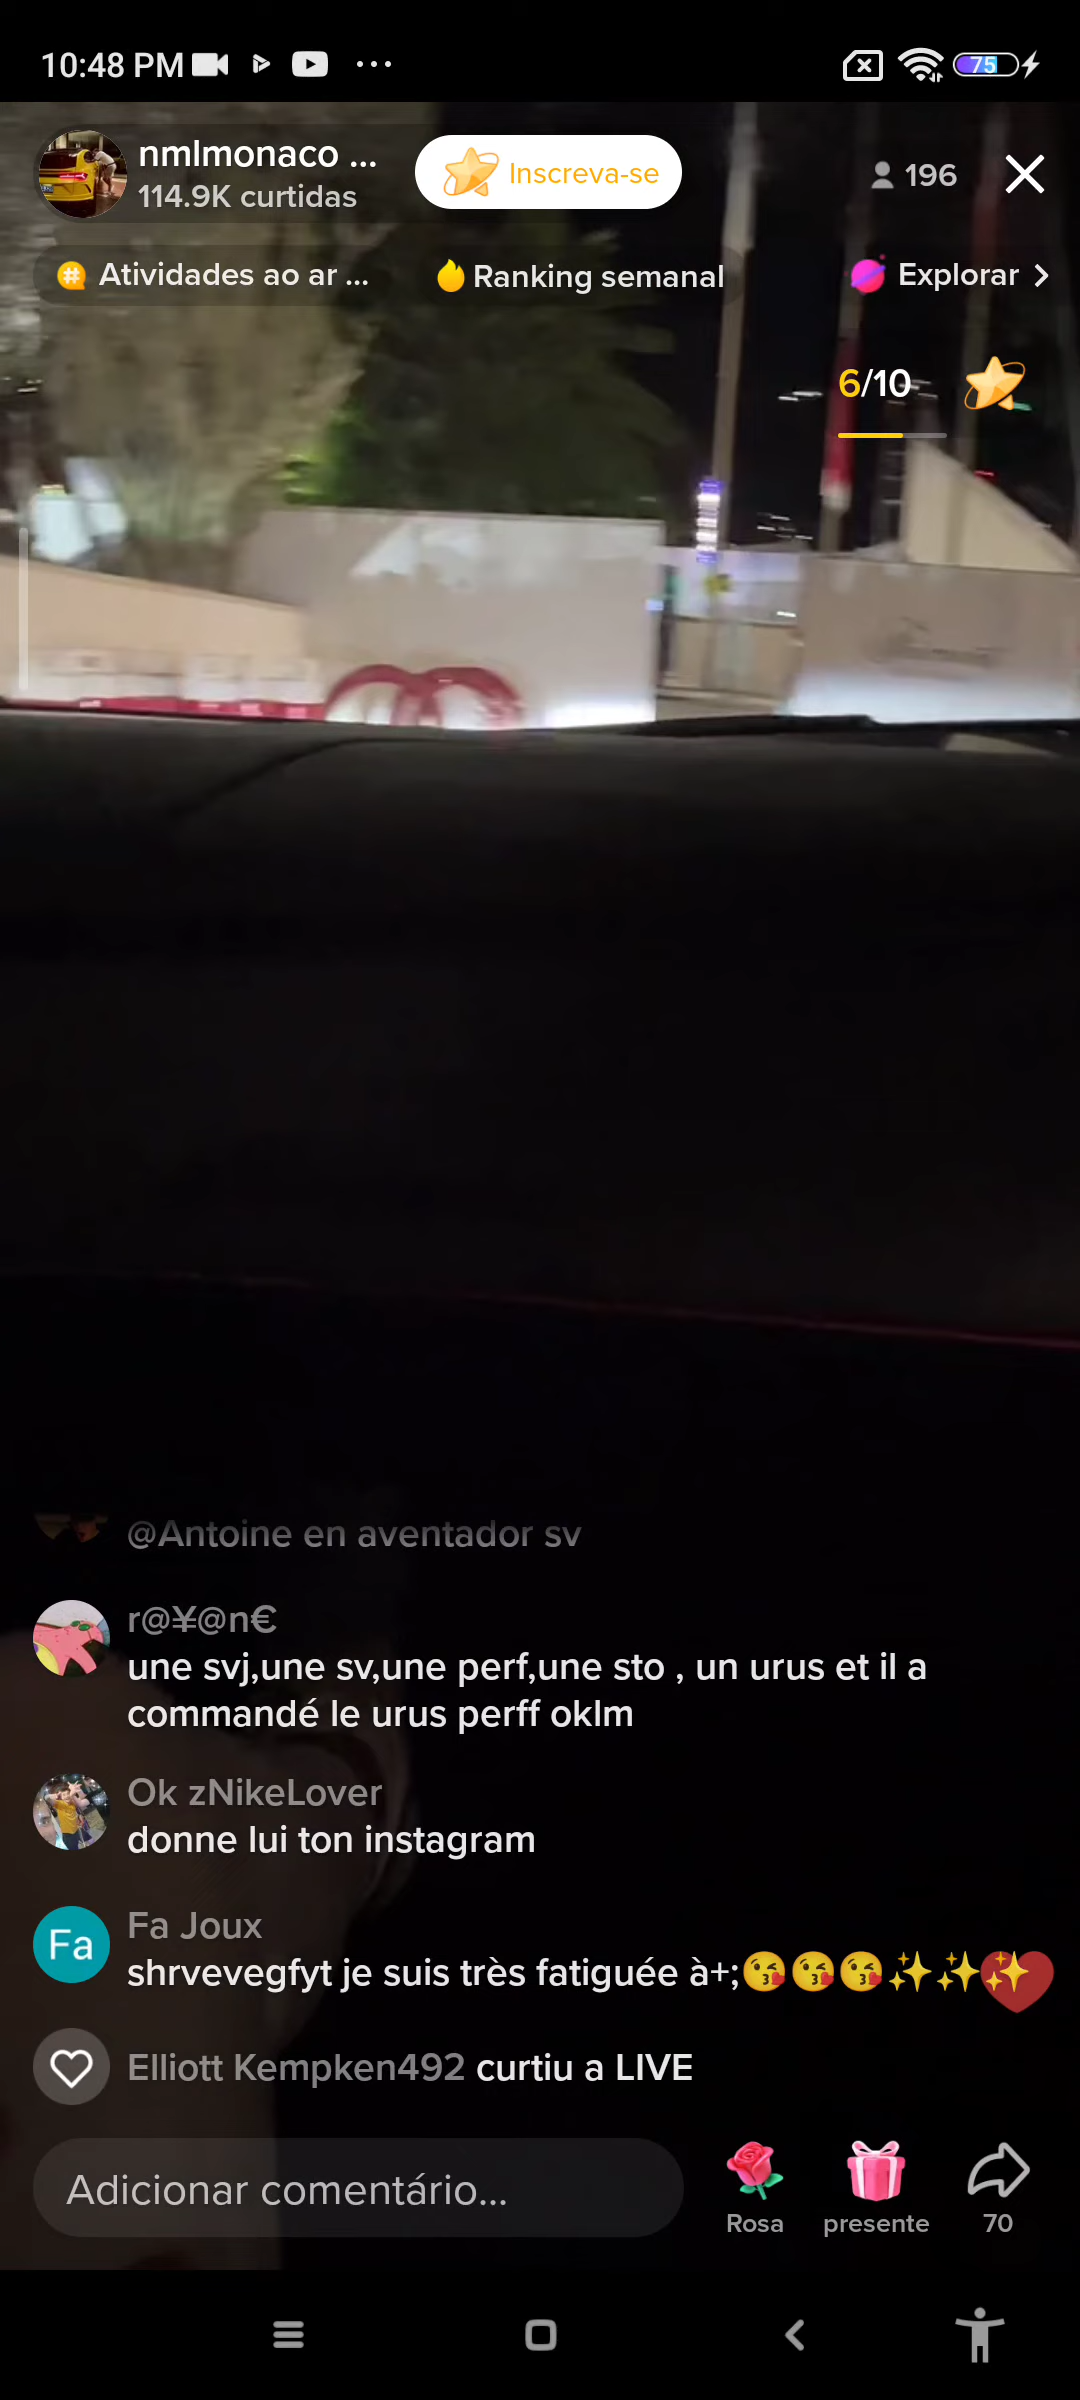 10:48 PM
75
nmlmonaco ...
114.9K curtidas
Inscreva-se
196
Atividades ao ar ...
Ranking semanal
Explorar
6/10
@Antoine en aventador sv
r@¥@n€
une svj,une sv,une perf,une sto , un urus et il a
commandé le urus perff oklm
Ok zNikeLover
donne lui ton instagram
Fa
Fa Joux
shrvevegfyt je suis très fatiguée à+;😘😘😘✨✨✨
Elliott Kempken492 curtiu a LIVE
Adicionar comentário...
Rosa
presente
70